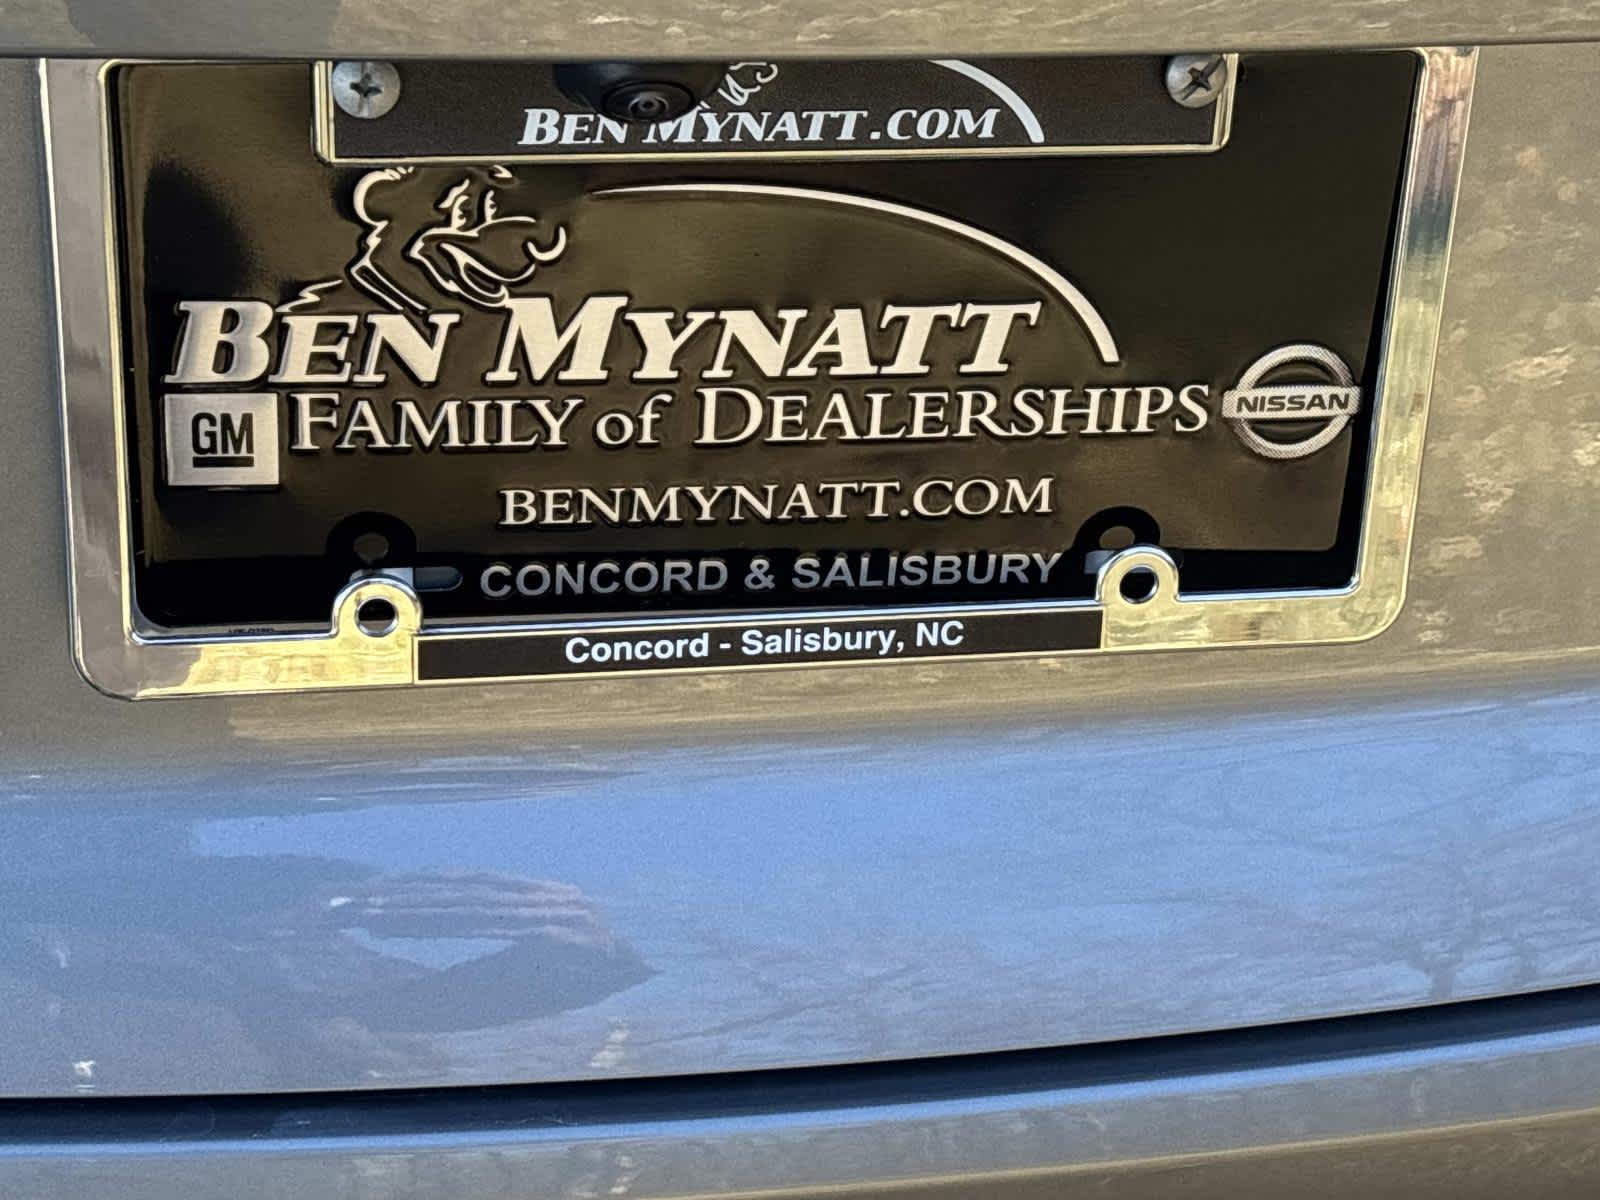 BEN MYNATT.COM
BEN MYNATT
GM FAMILY of DEALERSHIPS NISSAN
BENMYNATT.COM
CONCORD & SALISBURY
Concord - Salisbury, NC